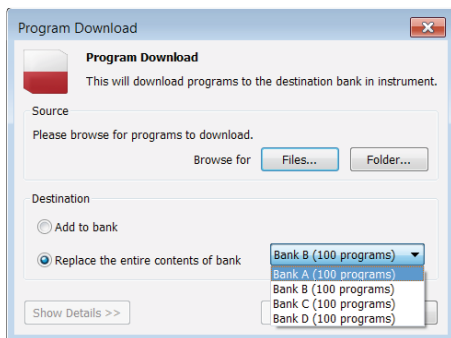 Program Download
Program Download
This will download programs to the destination bank in instrument.
Source
Please browse for programs to download.
Browse for Files... Folder...
Destination
Add to bank
Replace the entire contents of bank Bank B (100 programs)
Bank A (100 programs)
Bank B (100 programs)
Bank C (100 programs)
Bank D (100 programs)
Show Details >>